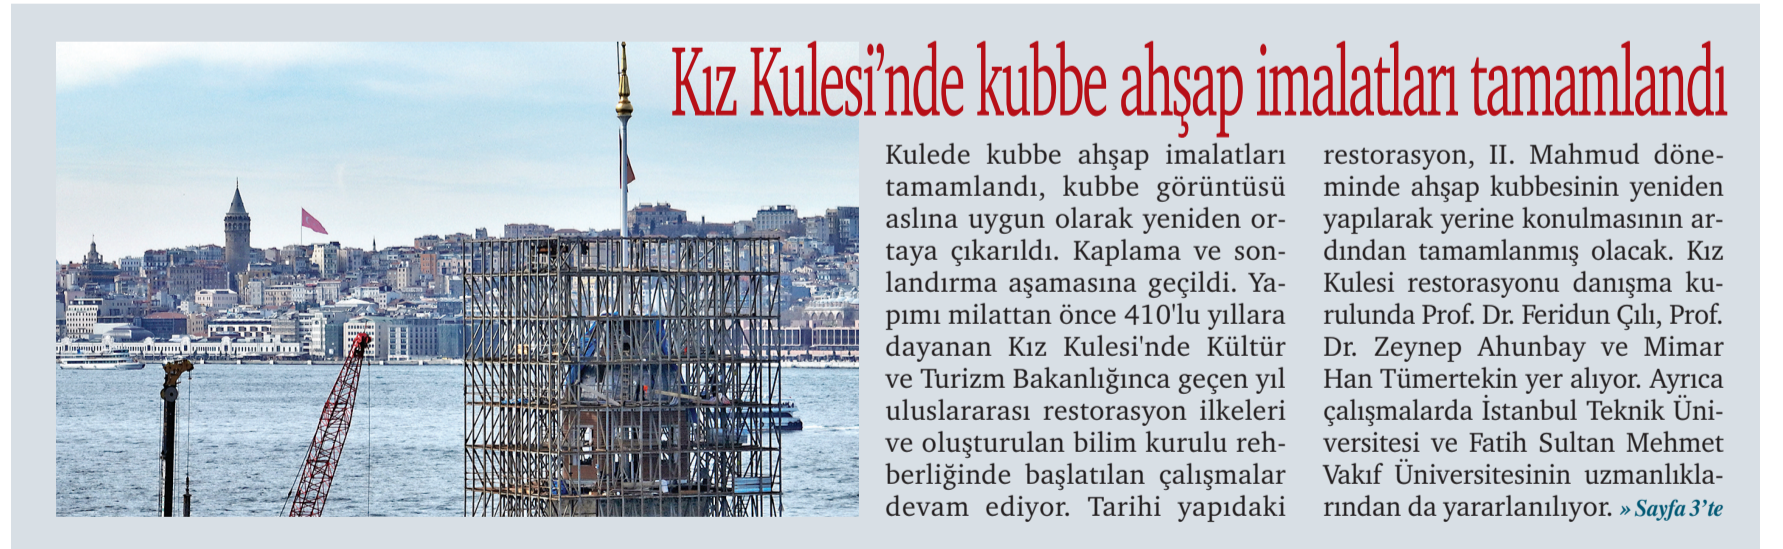 Kız Kulesi’nde kubbe ahşap imalatları tamamlandı
Kulede kubbe ahşap imalatları
tamamlandı, kubbe görüntüsü
aslına uygun olarak yeniden or-
taya çıkarıldı. Kaplama ve son-
landırma aşamasına geçildi. Ya-
pımı milattan önce 410'lu yıllara
dayanan Kız Kulesi'nde Kültür
ve Turizm Bakanlığınca geçen yıl
uluslararası restorasyon ilkeleri
ve oluşturulan bilim kurulu reh-
berliğinde başlatılan çalışmalar
devam ediyor. Tarihi yapıdaki
restorasyon, II. Mahmud döne-
minde ahşap kubbesinin yeniden
yapılarak yerine konulmasının ar-
dından tamamlanmış olacak. Kız
Kulesi restorasyonu danışma ku-
rulunda Prof. Dr. Feridun Çılı, Prof.
Dr. Zeynep Ahunbay ve Mimar
Han Tümertekin yer alıyor. Ayrıca
çalışmalarda İstanbul Teknik Üni-
versitesi ve Fatih Sultan Mehmet
Vakıf Üniversitesinin uzmanlıkla-
rından da yararlanılıyor. » Sayfa 3’te